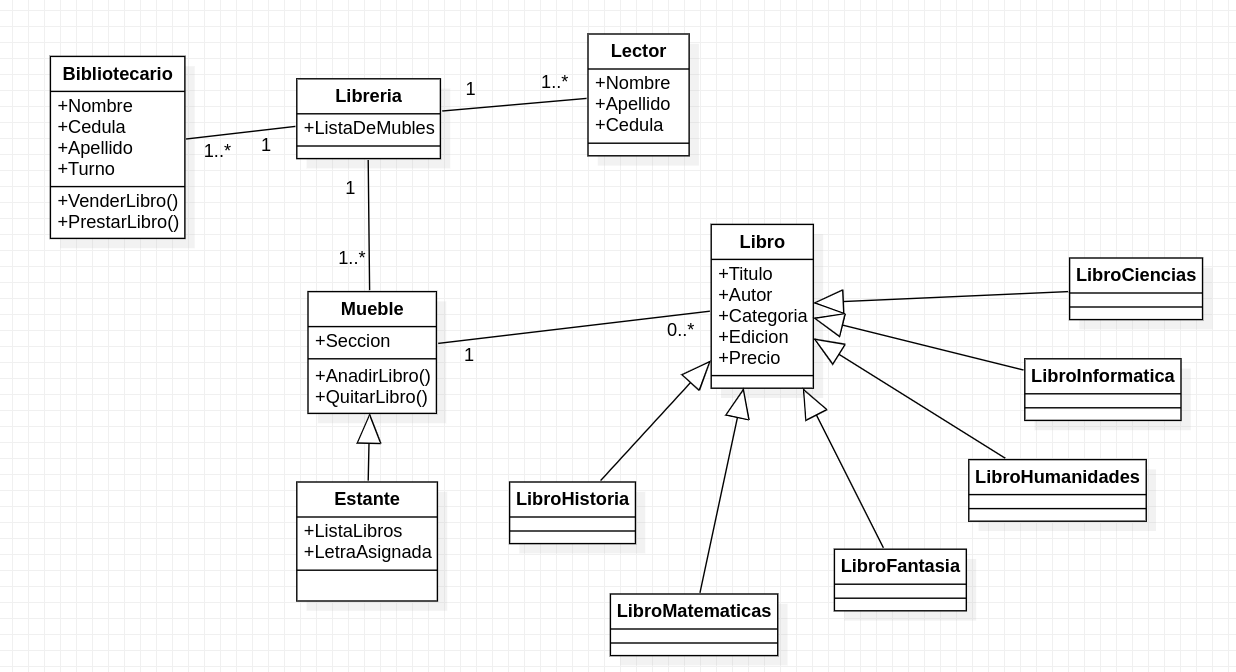 Bibliotecario
+Nombre
+Cedula
+Apellido
+Turno
+VenderLibro()
+PrestarLibro()
1..*
1
Libreria
+ListaDeMubles
1
1..*
Lector
+Nombre
+Apellido
+Cedula
1
1..*
Mueble
+Seccion
+AnadirLibro()
+QuitarLibro()
1
0..*
Libro
+Titulo
+Autor
+Categoria
+Edicion
+Precio
Estante
+ListaLibros
+LetraAsignada
LibroCiencias
LibroInformatica
LibroHumanidades
LibroHistoria
LibroFantasia
LibroMatematicas